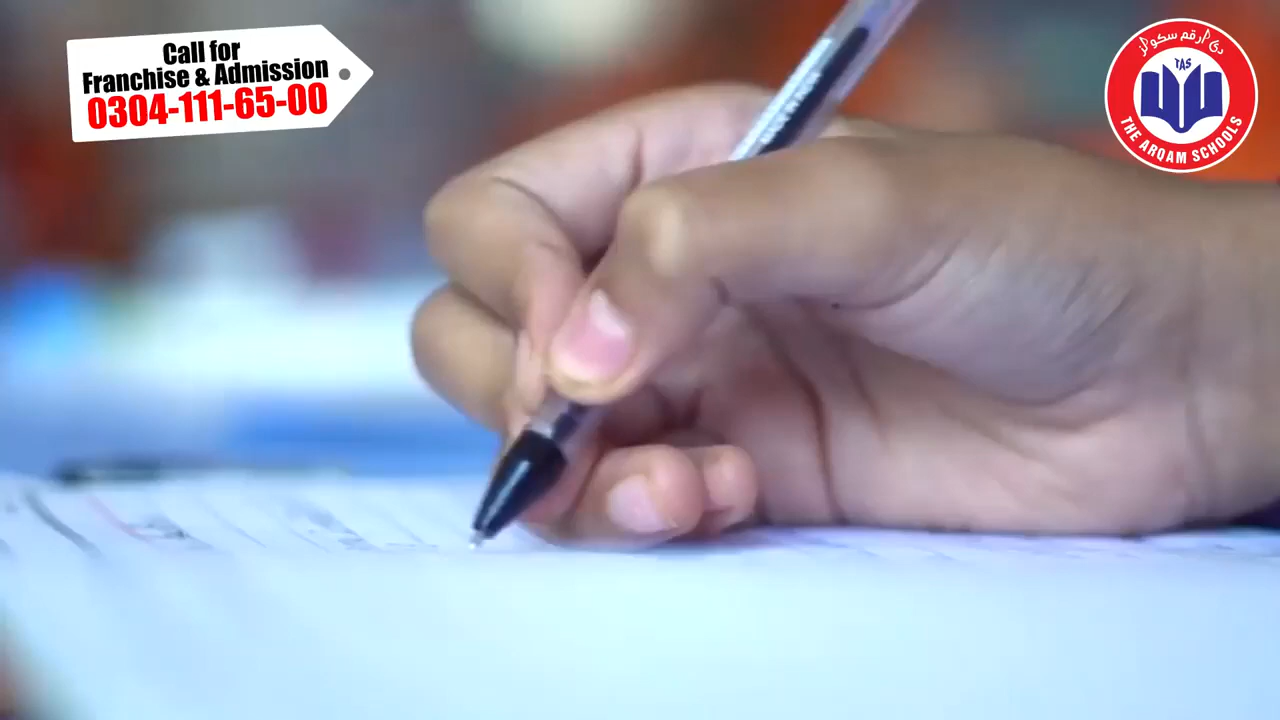 Call for
Franchise & Admission
0304-111-65-00
دی ارقم سکولز
TAS
THE ARQAM SCHOOLS